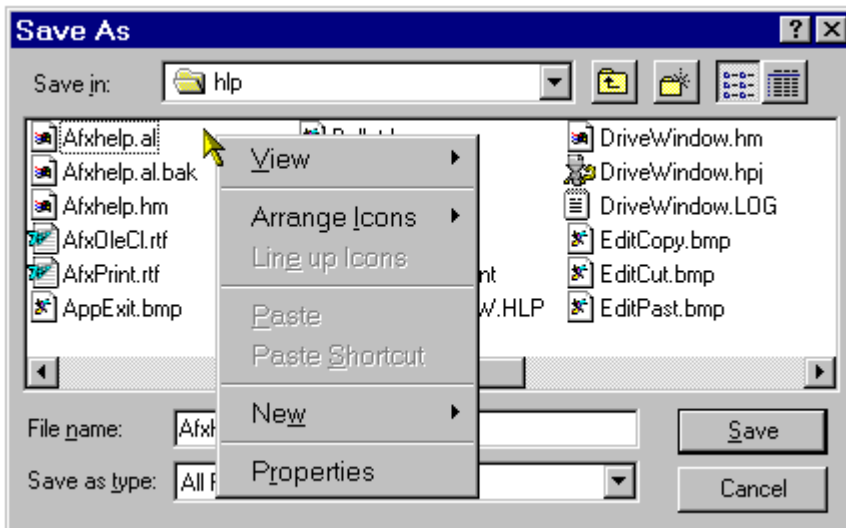 Save As
Save in: hlp
Afxhelp.al
Afxhelp.al.bak
Afxhelp.hm
AfxOleCl.rtf
AfxPrint.rtf
AppExit.bmp
View
Arrange Icons
Line up Icons
Paste
Paste Shortcut
New
Properties
W.HLP
DriveWindow.hm
DriveWindow.hpj
DriveWindow.LOG
EditCopy.bmp
EditCut.bmp
EditPast.bmp
File name:
Save
Save as type: All
Cancel